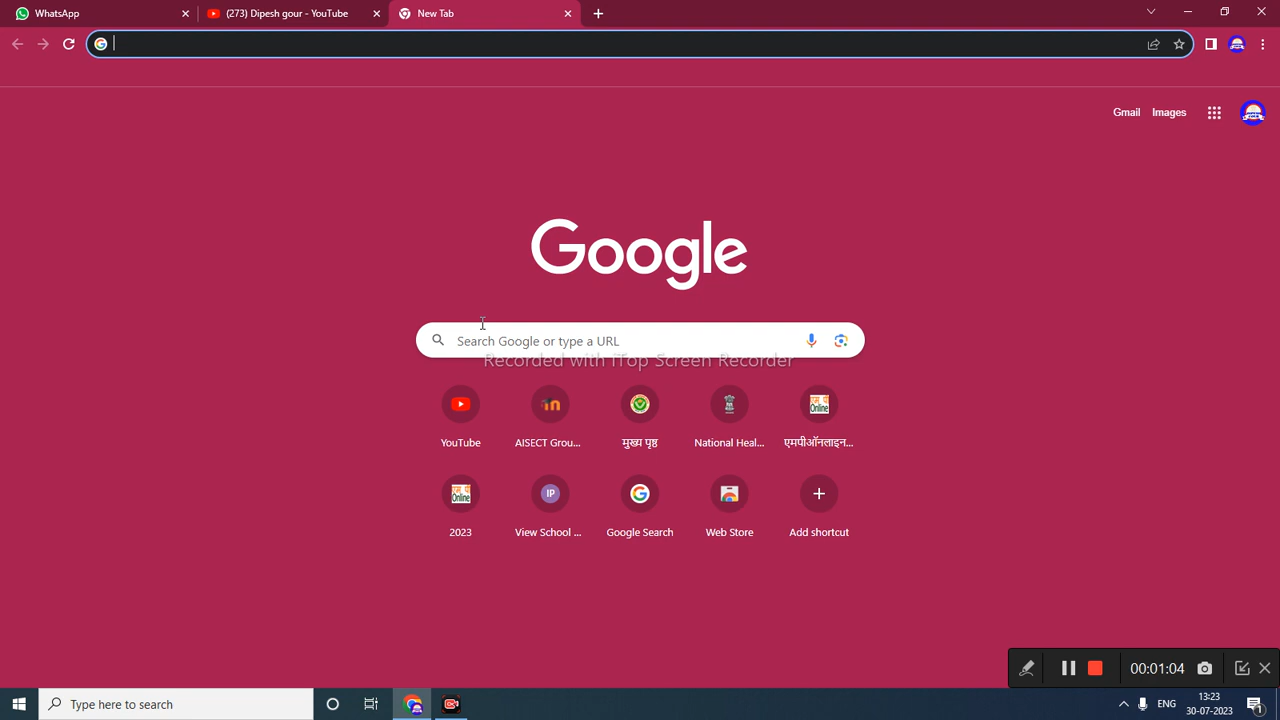 WhatsApp
(273) Dipesh gour - YouTube
New Tab
Gmail Images
Google
Search Google or type a URL
Recorded with iTop Screen Recorder
YouTube
AISECT Grou...
मुख्य पृष्ठ
National Heal...
एमपीऑनलाइन...
2023
IP
View School ...
Google Search
Web Store
Add shortcut
00:01:04
Type here to search
ENG
13:23
30-07-2023